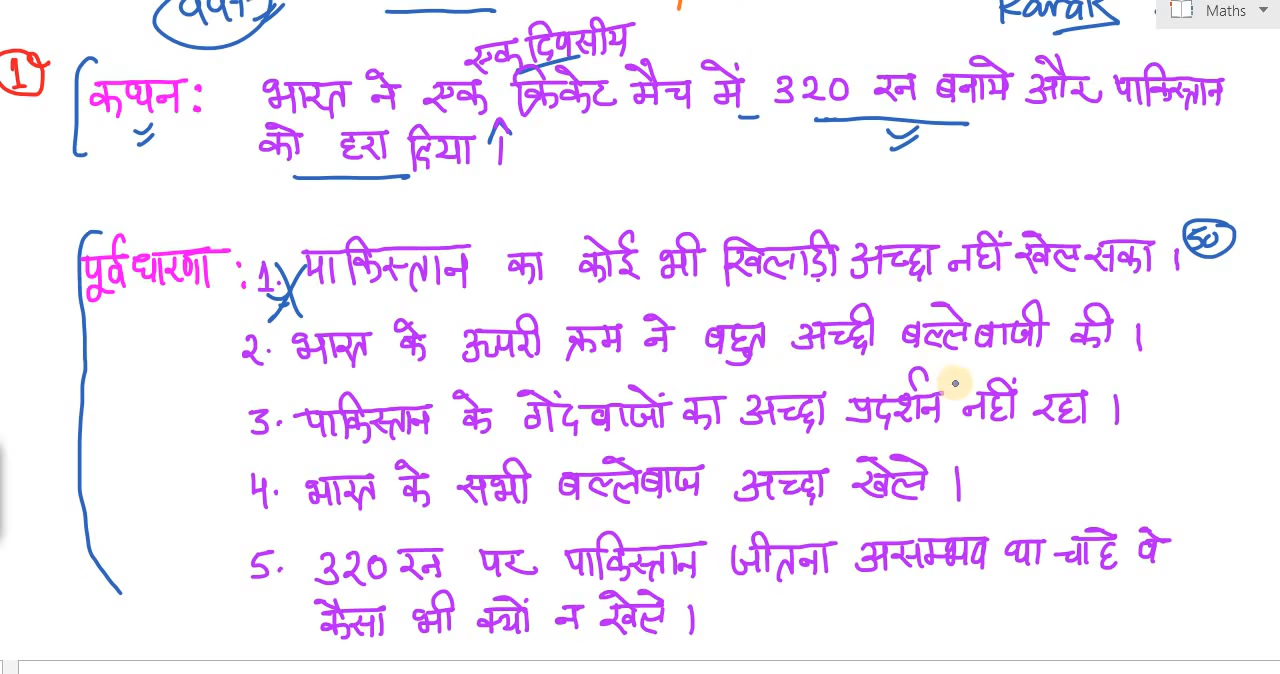 Maths
1
एक दिवसीय
कथन : भारत ने एक क्रिकेट मैच में 320 रन बनाये और पाकिस्तान
को हरा दिया ।
पूर्वधारणा : 1. पाकिस्तान का कोई भी खिलाड़ी अच्छा नहीं खेल सका । 50
2. भारत के ऊपरी क्रम ने बहुत अच्छी बल्लेबाजी की ।
3. पाकिस्तान के गेंदबाजों का अच्छा प्रदर्शन नहीं रहा ।
4. भारत के सभी बल्लेबाज अच्छा खेले ।
5. 320 रन पर पाकिस्तान जीतना असम्भव था चाहे वे
कैसा भी क्यों न खेले ।